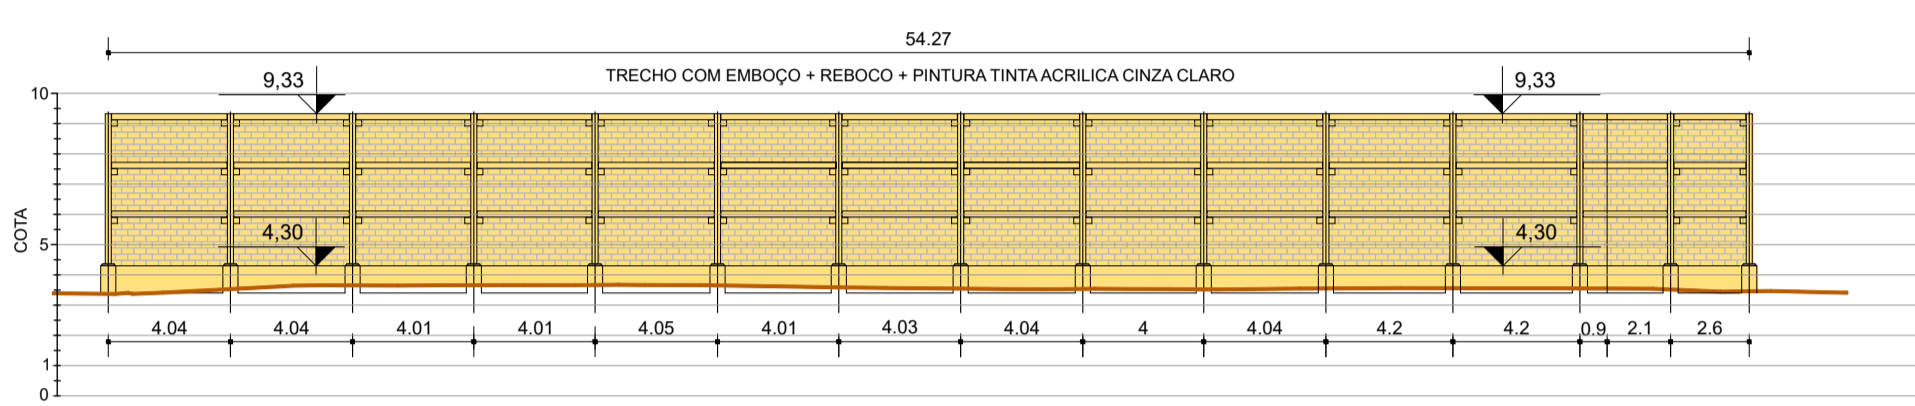 54.27
TRECHO COM EMBOÇO + REBOCO + PINTURA TINTA ACRILICA CINZA CLARO
9,33 9,33
10
4,30 4,30
COTA
5
4.04 4.04 4.01 4.01 4.05 4.01 4.03 4.04 4 4.04 4.2 4.2 0.9 2.1 2.6
1
0